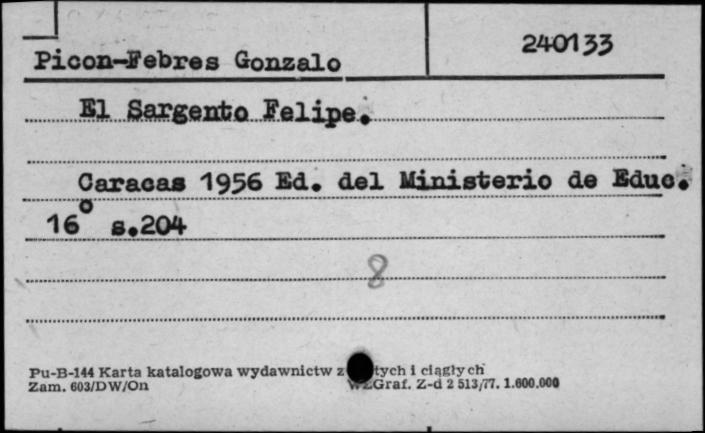 240133
Picon-Febres Gonzalo
El Sargento Felipe.
Caracas 1956 Ed. del Ministerio de Educ.
16° s.204
8
Pu-B-144 Karta katalogowa wydawnictw i ciągłych
Zam. 603/DW/On Graf. Z-d 2 513/77. 1.600.000